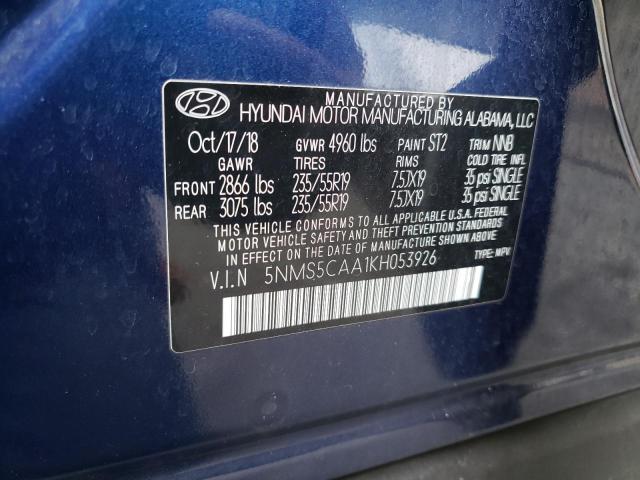 MANUFACTURED BY
HYUNDAI MOTOR MANUFACTURING ALABAMA, LLC
Oct/17/18 GVWR 4960 lbs PAINT ST2 TRIM NNB
GAWR TIRES RIMS COLD TIRE INFL
FRONT 2866 lbs 235/55R19 7.5JX19 35 psi SINGLE
REAR 3075 lbs 235/55R19 7.5JX19 35 psi SINGLE
THIS VEHICLE CONFORMS TO ALL APPLICABLE U.S.A. FEDERAL
MOTOR VEHICLE SAFETY AND THEFT PREVENTION STANDARDS
IN EFFECT ON THE DATE OF MANUFACTURE SHOWN ABOVE.
V.I.N 5NMS5CAA1KH053926 TYPE: MPV